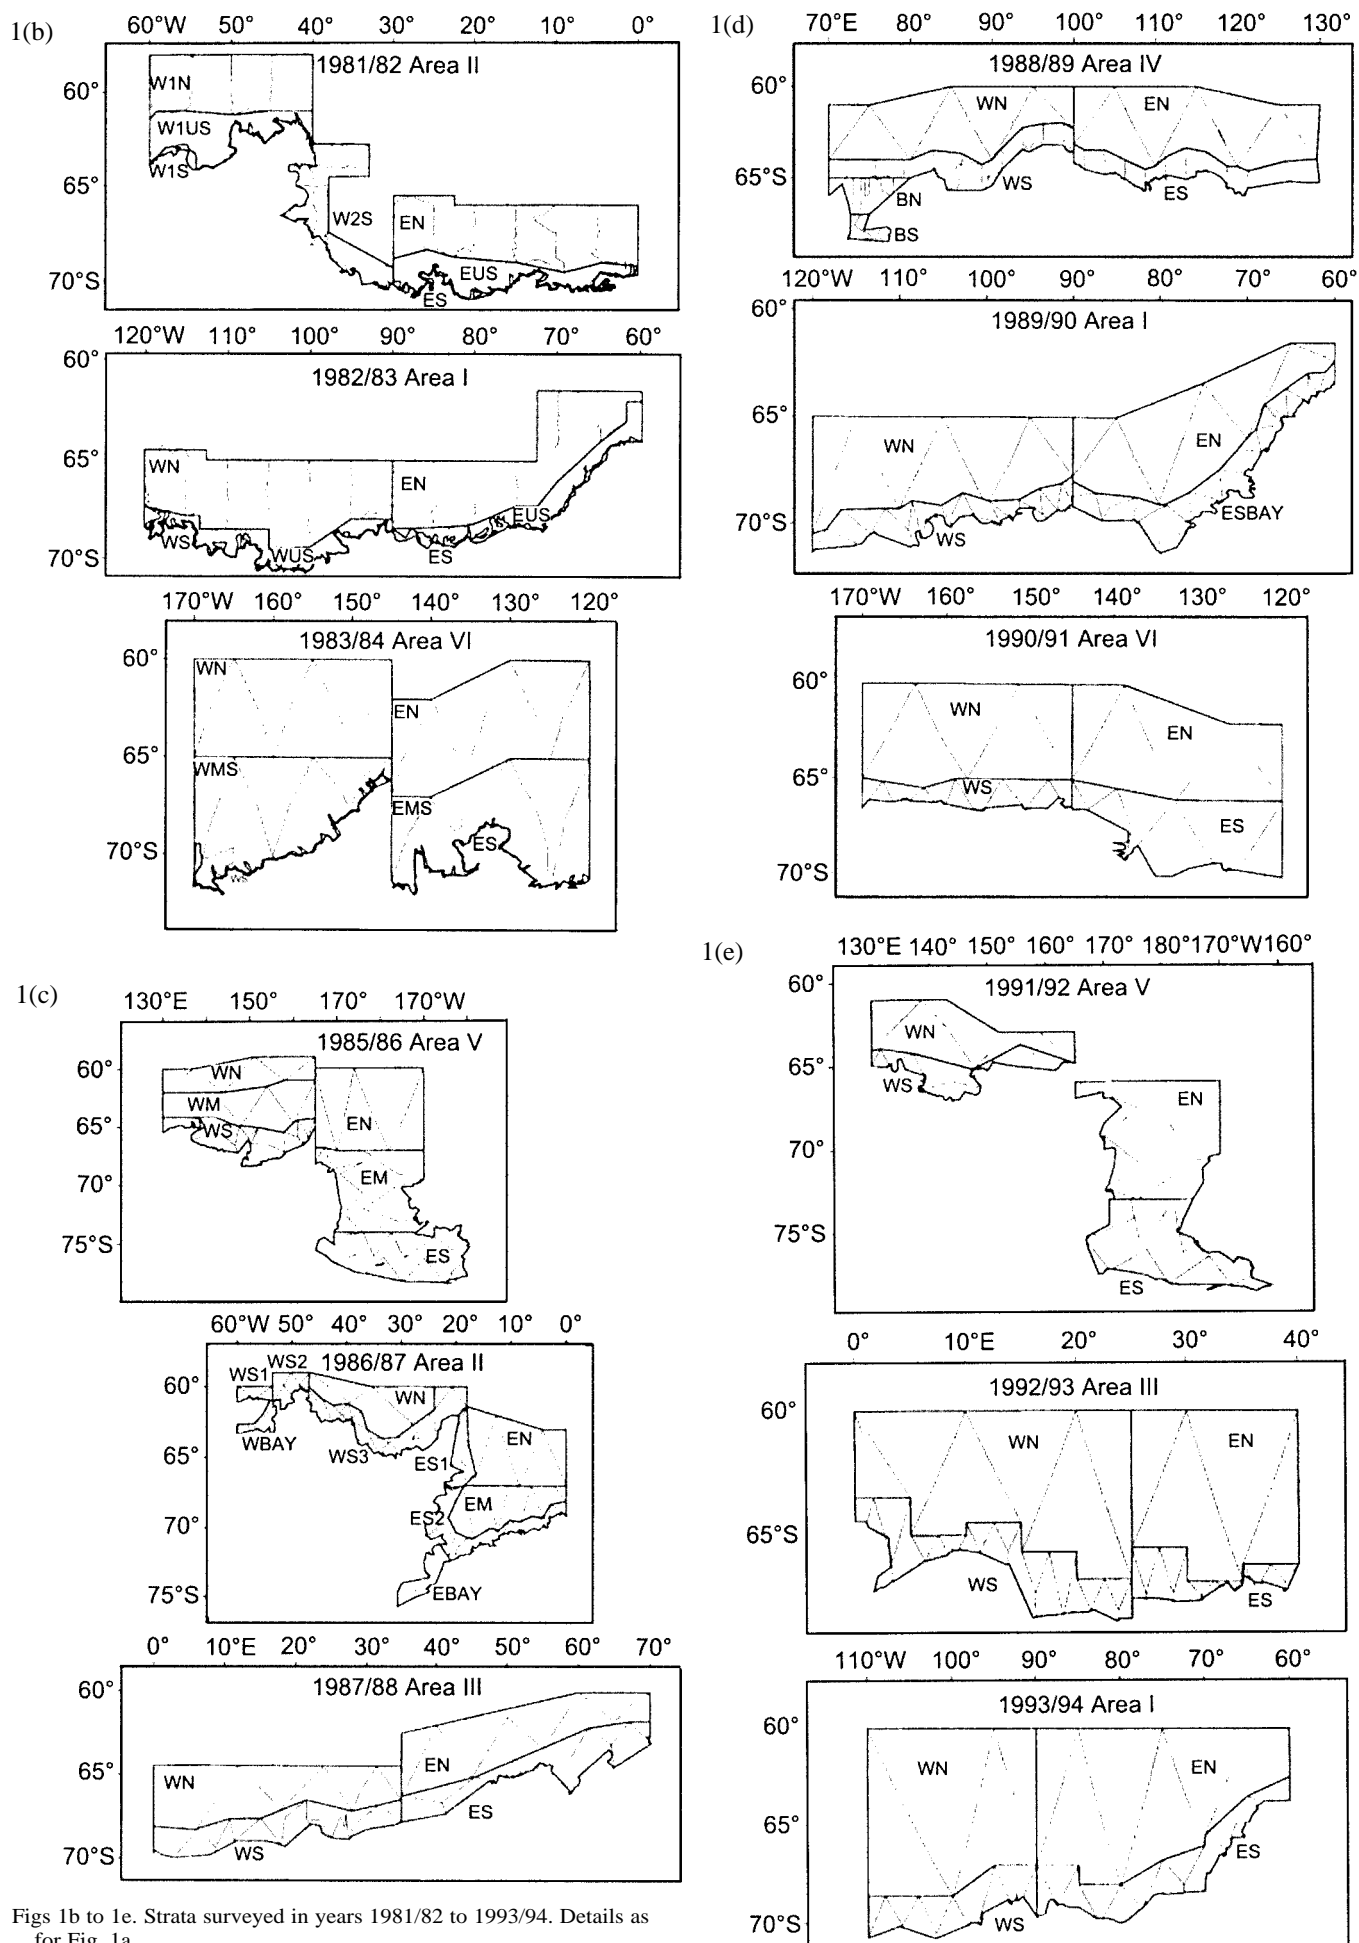 1(b)
60°W 50° 40° 30° 20° 10° 0°
1981/82 Area II
60°
65°
70°S
W1N
W1US
W1S
W2S
EN
EUS
ES
120°W 110° 100° 90° 80° 70° 60°
1982/83 Area I
60°
65°
70°S
WN
EN
EUS
WS
WUS
ES
170°W 160° 150° 140° 130° 120°
1983/84 Area VI
60°
65°
70°S
WN
EN
WMS
EMS
ES
WS
1(c)
130°E 150° 170° 170°W
1985/86 Area V
60°
65°
70°
75°S
WN
WM
WS
EN
EM
ES
60°W 50° 40° 30° 20° 10° 0°
1986/87 Area II
60°
65°
70°
75°S
WS1
WS2
WN
WBAY
WS3
EN
ES1
EM
ES2
EBAY
0° 10°E 20° 30° 40° 50° 70°
1987/88 Area III
60°
65°
70°S
WN
EN
ES
WS
Figs 1b to 1e. Strata surveyed in years 1981/82 to 1993/94. Details as
for Fig. 1a.
1(d)
70°E 80° 90° 100° 110° 120° 130°
1988/89 Area IV
60°
65°S
WN
EN
WS
ES
BN
BS
120°W 110° 100° 90° 80° 70° 60°
1989/90 Area I
60°
65°
70°S
WN
EN
ESBAY
WS
170°W 160° 150° 140° 130° 120°
1990/91 Area VI
60°
65°
70°S
WN
EN
WS
ES
1(e)
130°E 140° 150° 160° 170° 180° 170°W 160°
1991/92 Area V
60°
65°
70°
75°S
WN
WS
EN
ES
0° 10°E 20° 30° 40°
1992/93 Area III
60°
65°S
WN
EN
WS
ES
110°W 100° 90° 80° 70° 60°
1993/94 Area I
60°
65°
70°S
WN
EN
ES
WS